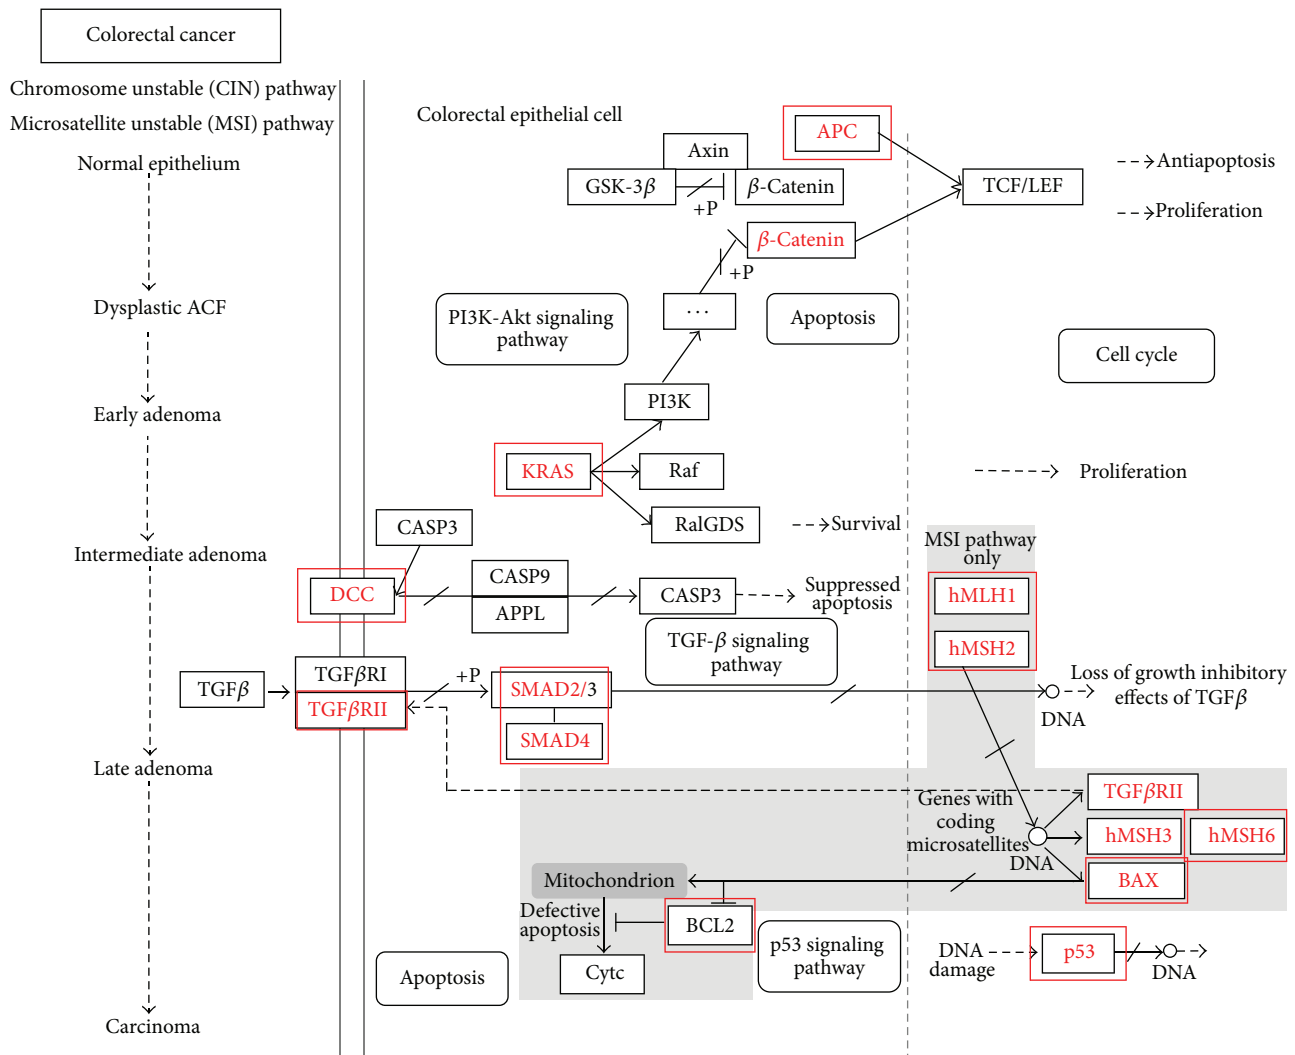 Colorectal cancer
Chromosome unstable (CIN) pathway
Microsatellite unstable (MSI) pathway
Normal epithelium
Dysplastic ACF
Early adenoma
Intermediate adenoma
Late adenoma
Carcinoma
Colorectal epithelial cell
APC
Axin
GSK-3β
β-Catenin
+P
TCF/LEF
Antiapoptosis
Proliferation
β-Catenin
+P
...
PI3K-Akt signaling
pathway
Apoptosis
Cell cycle
PI3K
KRAS
Raf
Proliferation
RalGDS
Survival
CASP3
MSI pathway
only
DCC
CASP9
APPL
CASP3
Suppressed
apoptosis
hMLH1
hMSH2
TGF-β signaling
pathway
TGFβ
TGFβRI
TGFβRII
+P
SMAD2/3
SMAD4
DNA
Loss of growth inhibitory
effects of TGFβ
Genes with
coding
microsatellites
DNA
TGFβRII
hMSH3
hMSH6
BAX
Mitochondrion
Defective
apoptosis
BCL2
Cytc
Apoptosis
p53 signaling
pathway
DNA
damage
p53
DNA